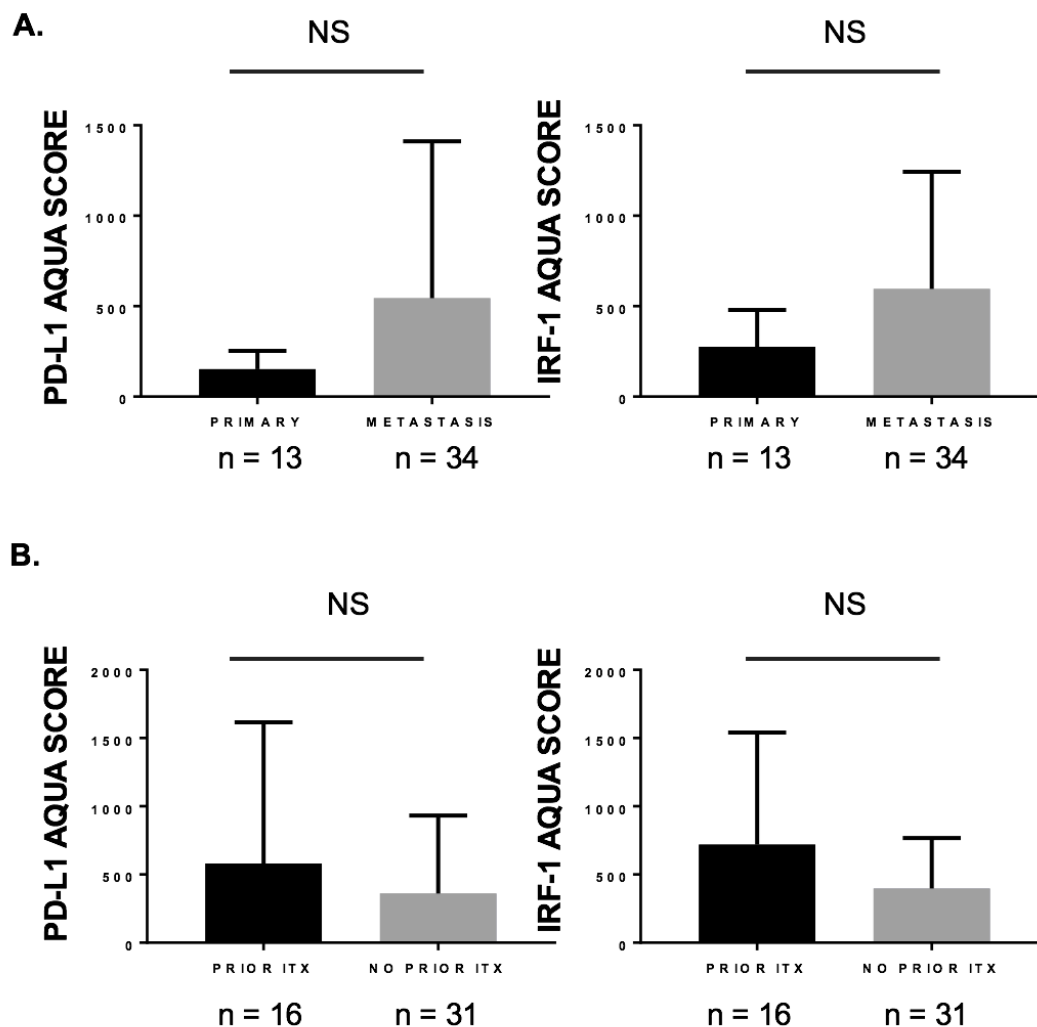 A.
NS
NS
PD-L1 AQUA SCORE
1500
1000
500
0
PRIMARY
METASTASIS
n = 13
n = 34
IRF-1 AQUA SCORE
1500
1000
500
0
PRIMARY
METASTASIS
n = 13
n = 34
B.
NS
NS
PD-L1 AQUA SCORE
2000
1500
1000
500
0
PRIOR ITX
NO PRIOR ITX
n = 16
n = 31
IRF-1 AQUA SCORE
2000
1500
1000
500
0
PRIOR ITX
NO PRIOR ITX
n = 16
n = 31